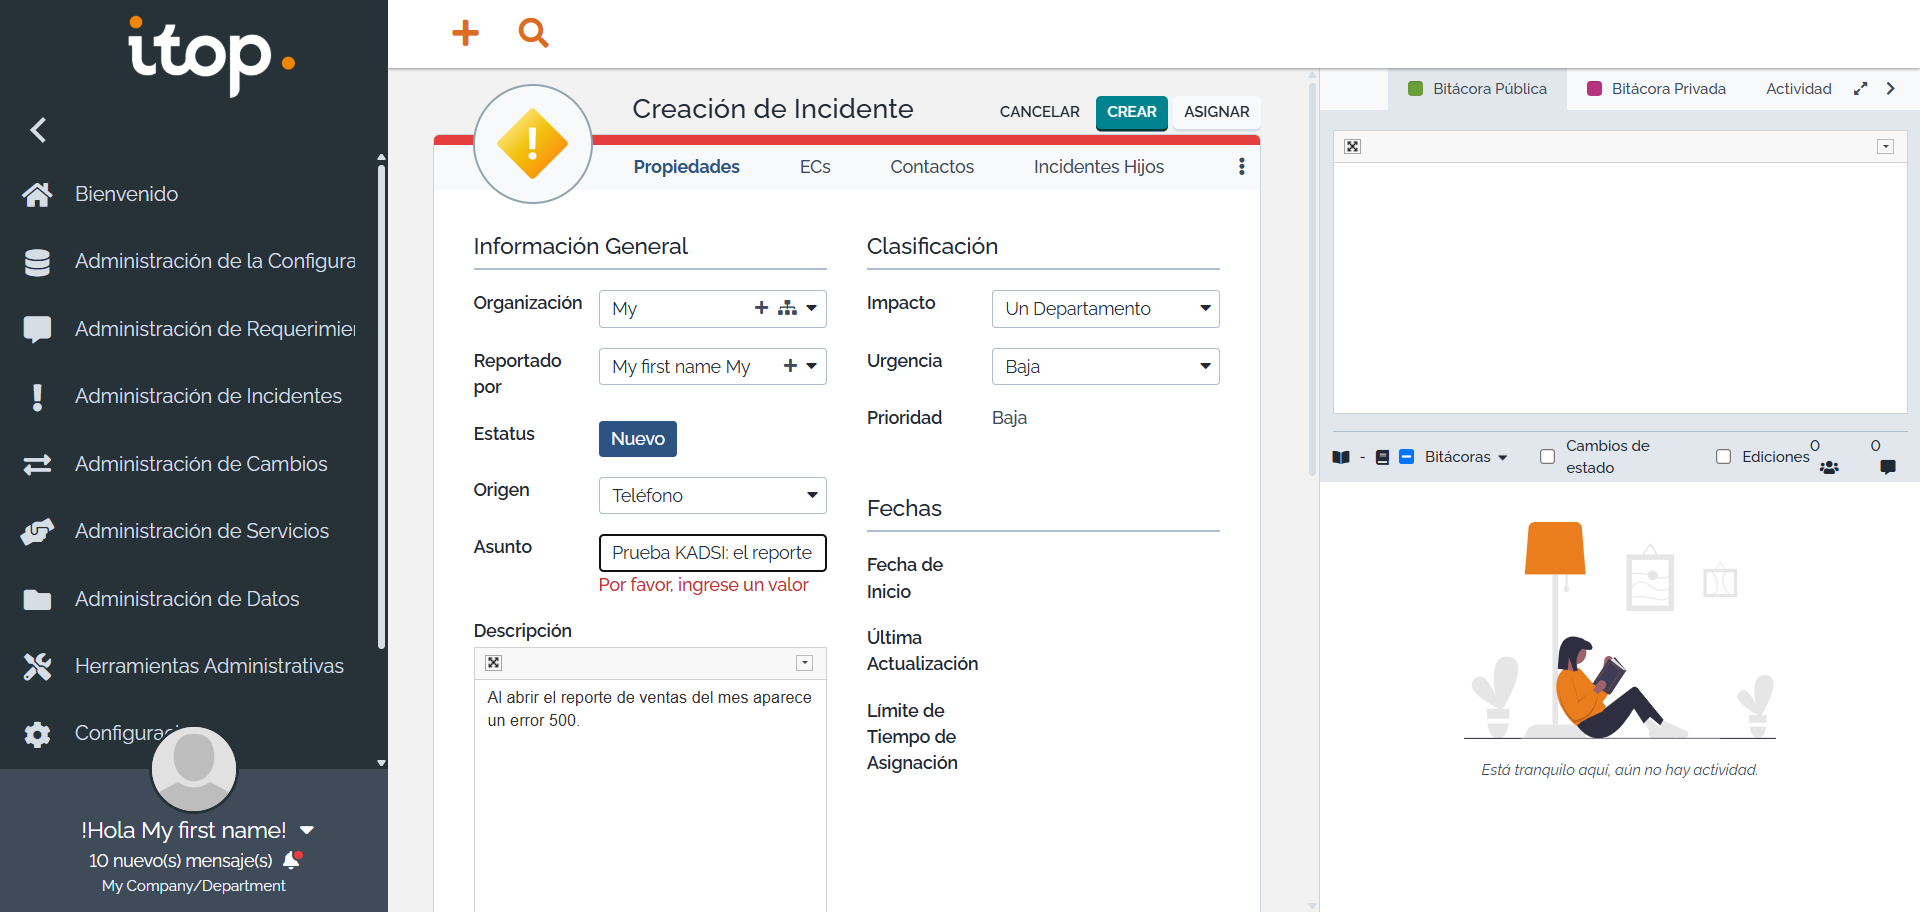 itop
Bienvenido
Administración de la Configura
Administración de Requerimie
Administración de Incidentes
Administración de Cambios
Administración de Servicios
Administración de Datos
Herramientas Administrativas
Configurac
!Hola My first name!
10 nuevo(s) mensaje(s)
My Company/Department
Creación de Incidente
CANCELAR
CREAR
ASIGNAR
Propiedades
ECs
Contactos
Incidentes Hijos
Información General
Organización
My
Reportado
por
My first name My
Estatus
Nuevo
Origen
Teléfono
Asunto
Prueba KADSI: el reporte
Por favor, ingrese un valor
Descripción
Al abrir el reporte de ventas del mes aparece
un error 500.
Clasificación
Impacto
Un Departamento
Urgencia
Baja
Prioridad
Baja
Fechas
Fecha de
Inicio
Última
Actualización
Límite de
Tiempo de
Asignación
Bitácora Pública
Bitácora Privada
Actividad
-
Bitácoras
Cambios de
estado
Ediciones
0
0
Está tranquilo aquí, aún no hay actividad.